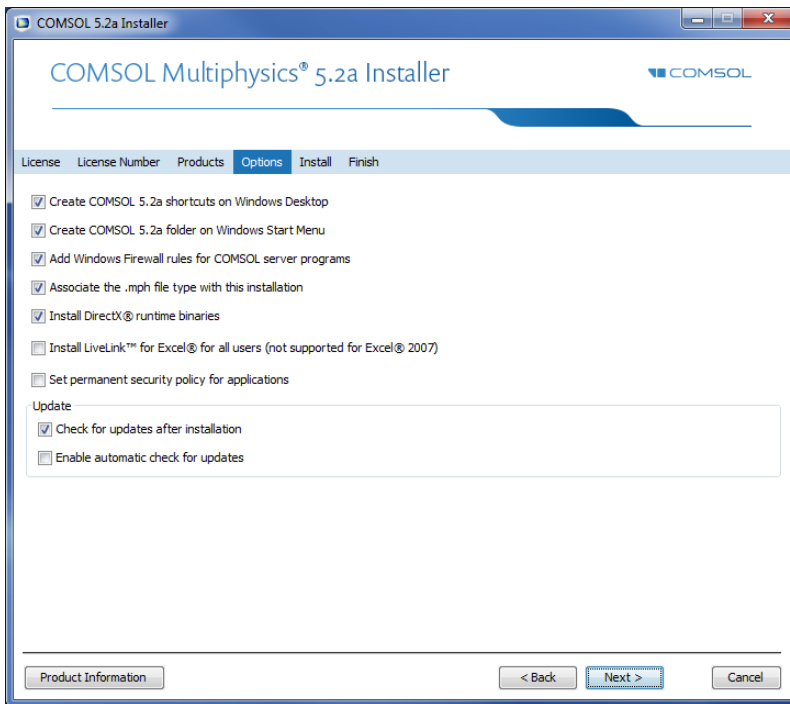 COMSOL 5.2a Installer
COMSOL Multiphysics® 5.2a Installer
COMSOL
License License Number Products Options Install Finish
Create COMSOL 5.2a shortcuts on Windows Desktop
Create COMSOL 5.2a folder on Windows Start Menu
Add Windows Firewall rules for COMSOL server programs
Associate the .mph file type with this installation
Install DirectX® runtime binaries
Install LiveLink™ for Excel® for all users (not supported for Excel® 2007)
Set permanent security policy for applications
Update
Check for updates after installation
Enable automatic check for updates
Product Information < Back Next > Cancel